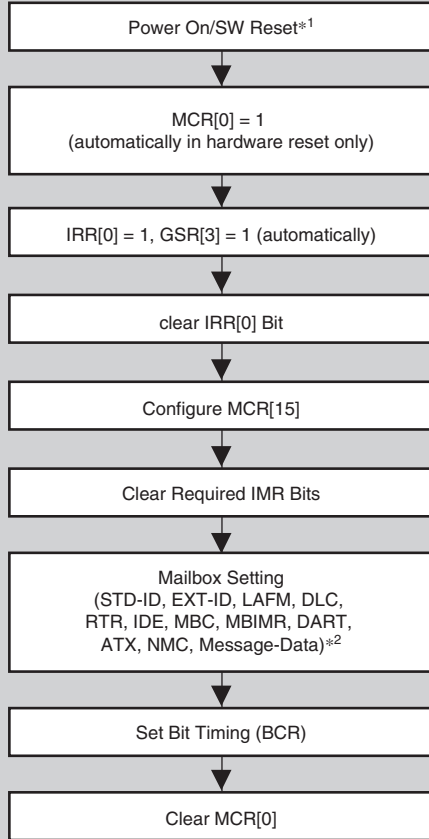 Power On/SW Reset*1
MCR[0] = 1
(automatically in hardware reset only)
IRR[0] = 1, GSR[3] = 1 (automatically)
clear IRR[0] Bit
Configure MCR[15]
Clear Required IMR Bits
Mailbox Setting
(STD-ID, EXT-ID, LAFM, DLC,
RTR, IDE, MBC, MBIMR, DART,
ATX, NMC, Message-Data)*2
Set Bit Timing (BCR)
Clear MCR[0]